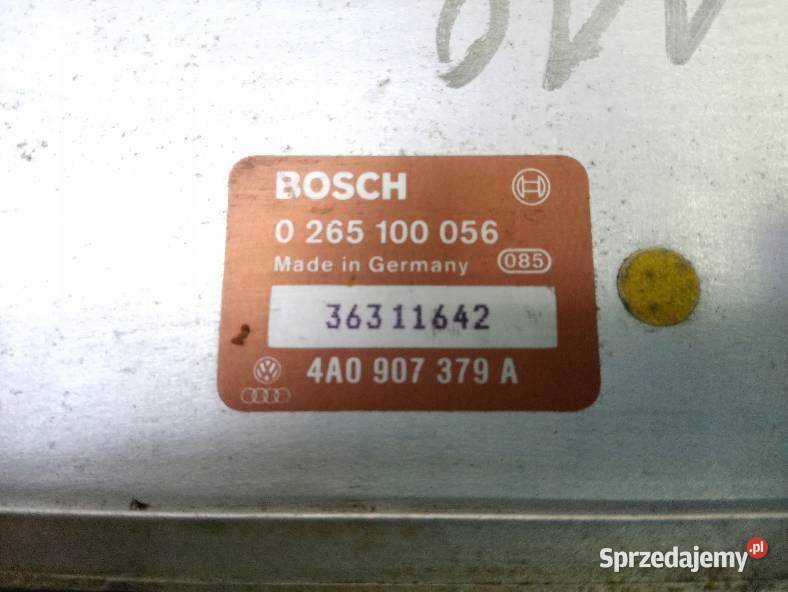 BOSCH
0 265 100 056
Made in Germany 085
36311642
4A0 907 379 A
Sprzedajemy.pl